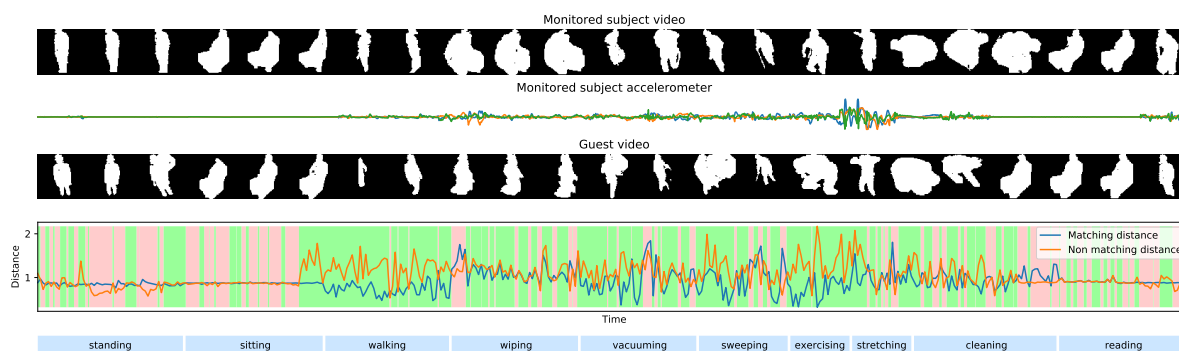 Monitored subject video
Monitored subject accelerometer
Guest video
Distance
2
1
Matching distance
Non matching distance
Time
standing sitting walking wiping vacuuming sweeping exercising stretching cleaning reading